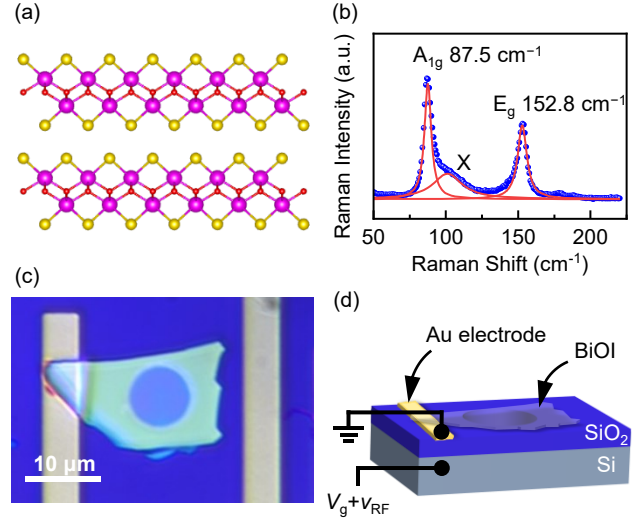 (a)
(b)
A1g 87.5 cm−1
Eg 152.8 cm−1
X
Raman Intensity (a.u.)
50 100 150 200
Raman Shift (cm-1)
(c)
10 µm
(d)
Au electrode
BiOI
SiO2
Si
Vg+vRF